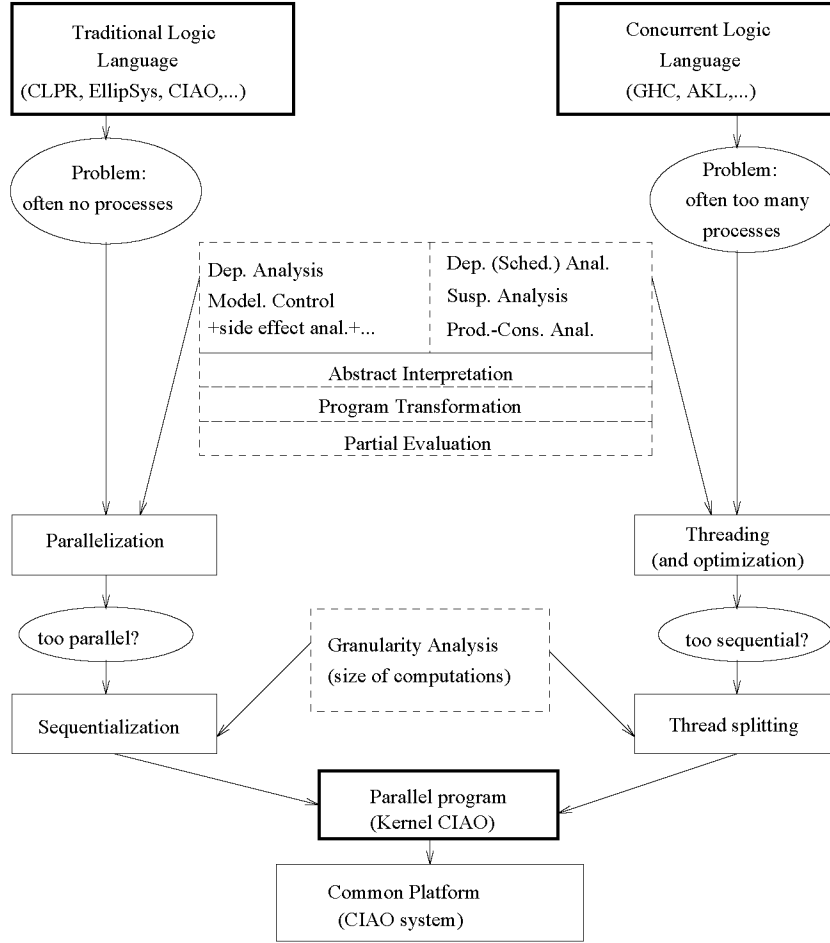 Traditional Logic
Language
(CLPR, EllipSys, CIAO,...)
Concurrent Logic
Language
(GHC, AKL,...)
Problem:
often no processes
Problem:
often too many
processes
Dep. Analysis
Model. Control
+side effect anal.+...
Dep. (Sched.) Anal.
Susp. Analysis
Prod.-Cons. Anal.
Abstract Interpretation
Program Transformation
Partial Evaluation
Parallelization
Threading
(and optimization)
too parallel?
Granularity Analysis
(size of computations)
too sequential?
Sequentialization
Thread splitting
Parallel program
(Kernel CIAO)
Common Platform
(CIAO system)